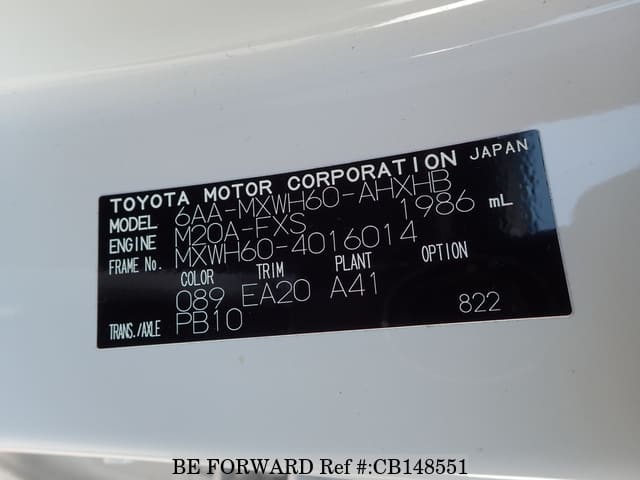 TOYOTA MOTOR CORPORATION JAPAN
MODEL 6AA-MXWH60-AHXHB
ENGINE M20A-FXS 1986 mL
FRAME No. MXWH60-4016014
COLOR TRIM PLANT OPTION
089 EA20 A41
TRANS./AXLE PB10 822
BE FORWARD Ref #:CB148551